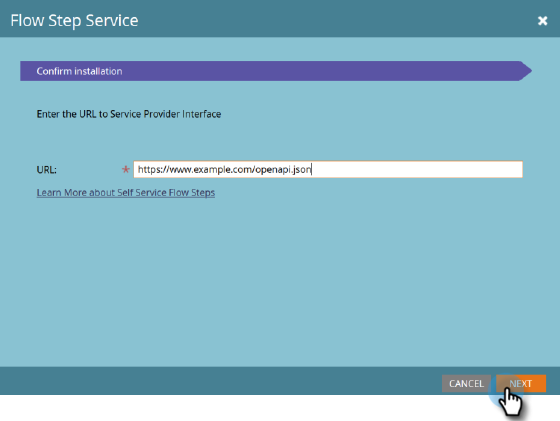 Flow Step Service
Confirm installation
Enter the URL to Service Provider Interface
URL: * https://www.example.com/openapi.json
Learn More about Self Service Flow Steps
CANCEL NEXT